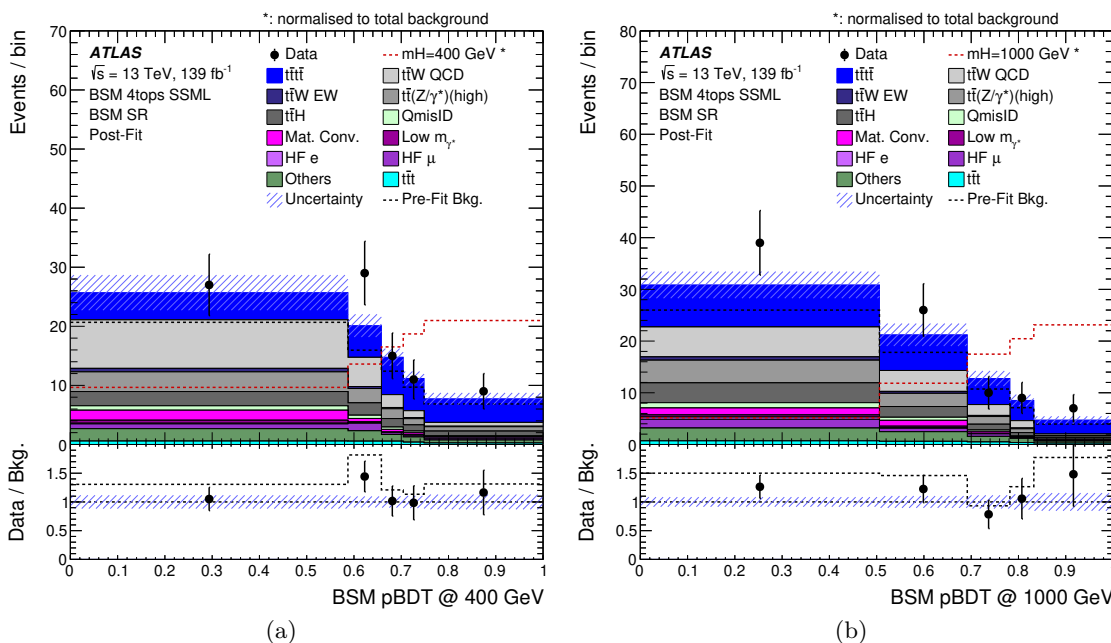 *: normalised to total background
Events / bin
70
60
50
40
30
20
10
0
ATLAS
√s = 13 TeV, 139 fb⁻¹
BSM 4tops SSML
BSM SR
Post-Fit
Data
mH=400 GeV *
tt̄tt̄
tt̄W QCD
tt̄W EW
tt̄(Z/γ*)(high)
tt̄H
QmisID
Mat. Conv.
Low mγ*
HF e
HF μ
Others
tt̄t
Uncertainty
Pre-Fit Bkg.
Data / Bkg.
1.5
1
0.5
0
0 0.1 0.2 0.3 0.4 0.5 0.6 0.7 0.8 0.9 1
BSM pBDT @ 400 GeV
(a)
*: normalised to total background
Events / bin
80
70
60
50
40
30
20
10
0
ATLAS
√s = 13 TeV, 139 fb⁻¹
BSM 4tops SSML
BSM SR
Post-Fit
Data
mH=1000 GeV *
tt̄tt̄
tt̄W QCD
tt̄W EW
tt̄(Z/γ*)(high)
tt̄H
QmisID
Mat. Conv.
Low mγ*
HF e
HF μ
Others
tt̄t
Uncertainty
Pre-Fit Bkg.
Data / Bkg.
1.5
1
0.5
0
0 0.1 0.2 0.3 0.4 0.5 0.6 0.7 0.8 0.9 1
BSM pBDT @ 1000 GeV
(b)